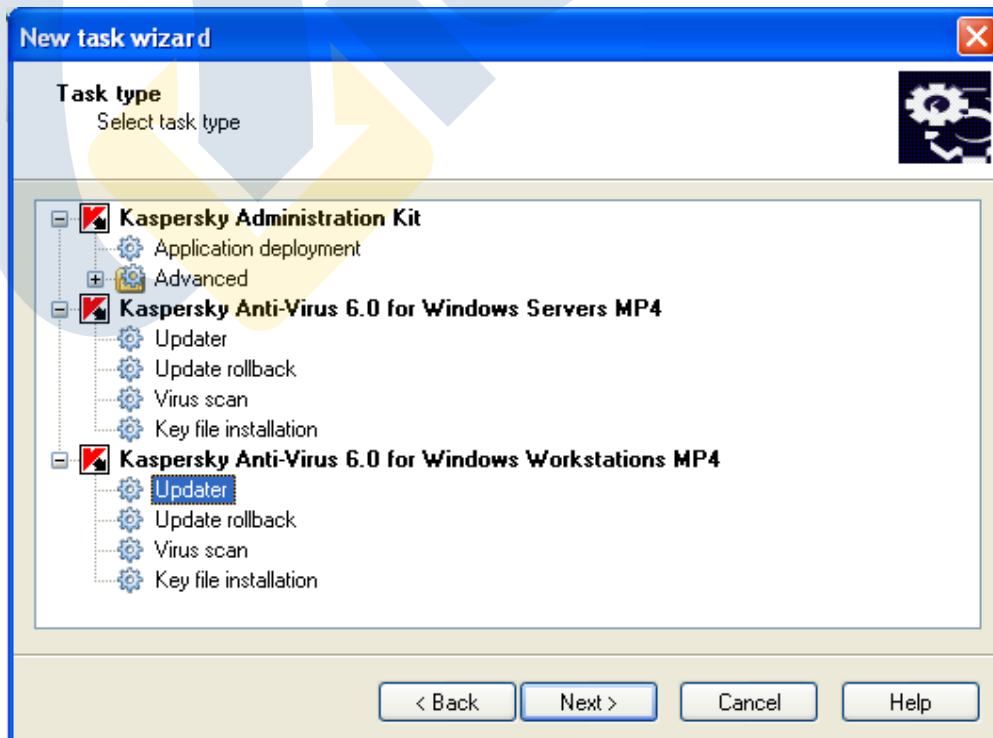 New task wizard
Task type
Select task type
Kaspersky Administration Kit
Application deployment
Advanced
Kaspersky Anti-Virus 6.0 for Windows Servers MP4
Updater
Update rollback
Virus scan
Key file installation
Kaspersky Anti-Virus 6.0 for Windows Workstations MP4
Updater
Update rollback
Virus scan
Key file installation
< Back Next > Cancel Help